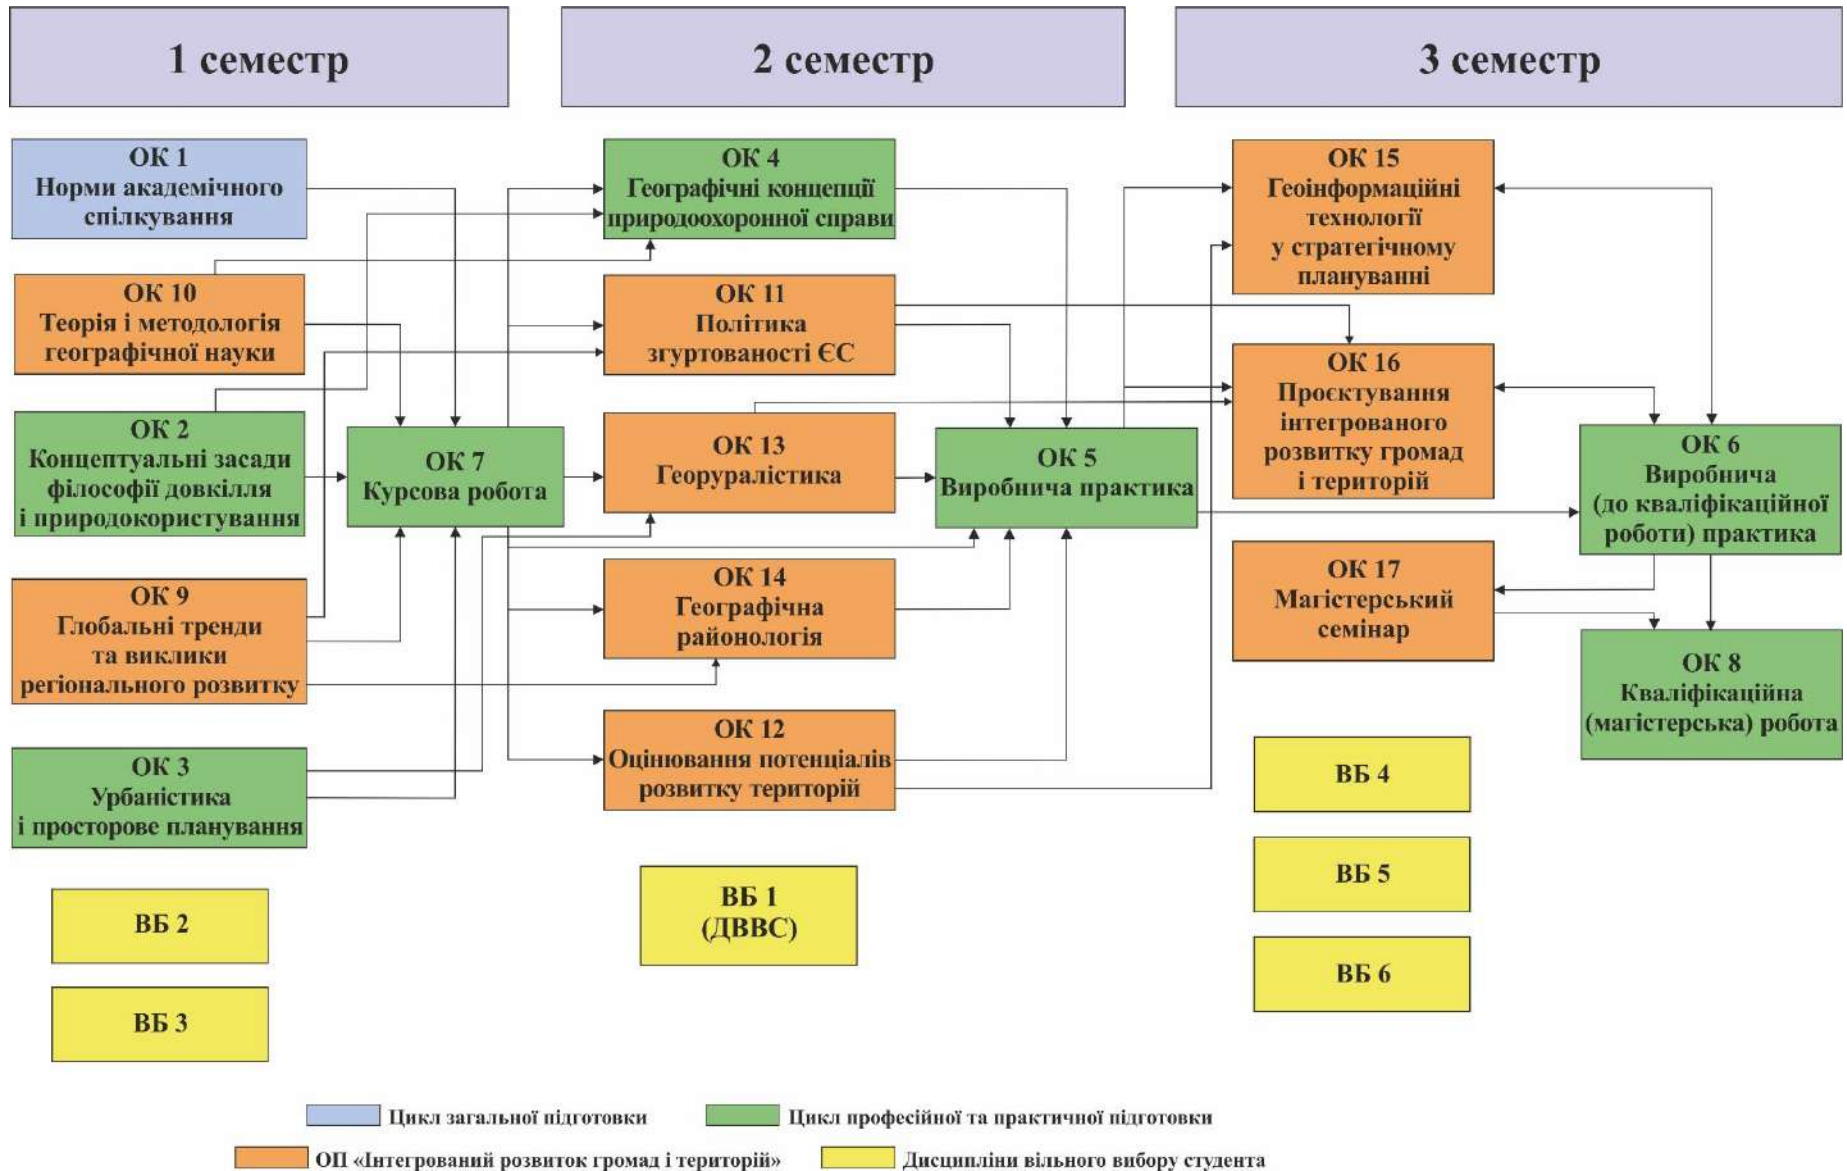 1 семестр
2 семестр
3 семестр
ОК 1
Норми академічного
спілкування
ОК 10
Теорія і методологія
географічної науки
ОК 2
Концептуальні засади
філософії довкілля
і природокористування
ОК 9
Глобальні тренди
та виклики
регіонального розвитку
ОК 3
Урбаністика
і просторове планування
ВБ 2
ВБ 3
ОК 7
Курсова робота
ОК 4
Географічні концепції
природоохоронної справи
ОК 11
Політика
згуртованості ЄС
ОК 13
Георуралістика
ОК 14
Географічна
районологія
ОК 12
Оцінювання потенціалів
розвитку територій
ВБ 1
(ДВВС)
ОК 5
Виробнича практика
ОК 15
Геоінформаційні
технології
у стратегічному
плануванні
ОК 16
Проєктування
інтегрованого
розвитку громад
і територій
ОК 17
Магістерський
семінар
ВБ 4
ВБ 5
ВБ 6
ОК 6
Виробнича
(до кваліфікаційної
роботи) практика
ОК 8
Кваліфікаційна
(магістерська) робота
Цикл загальної підготовки
Цикл професійної та практичної підготовки
ОП «Інтегрований розвиток громад і територій»
Дисципліни вільного вибору студента